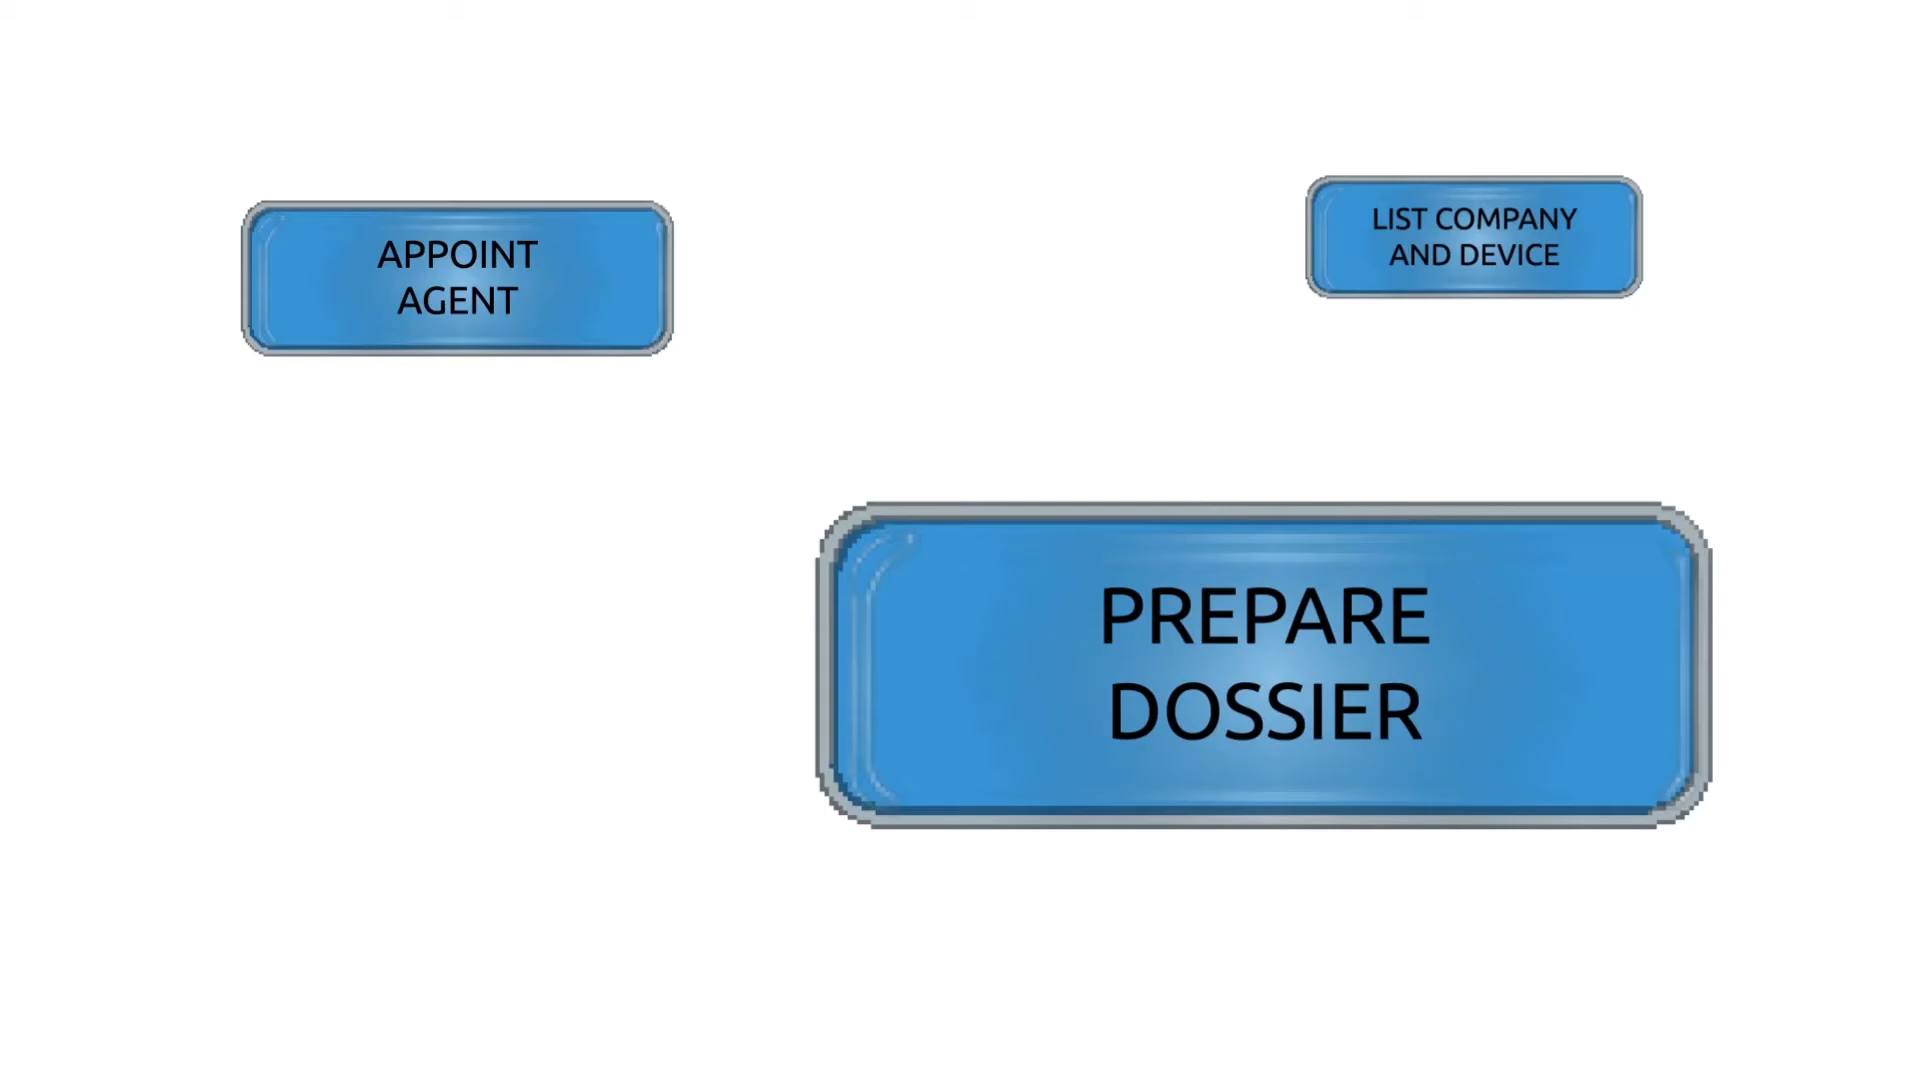 APPOINT
AGENT
LIST COMPANY
AND DEVICE
PREPARE
DOSSIER